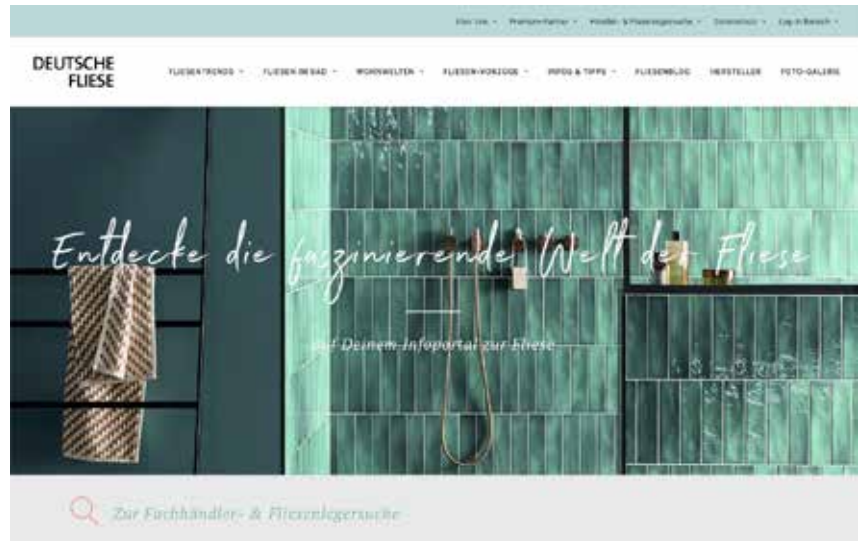 Über Uns Premium-Partner Händler- & Fliesenlegersuche Datenschutz Log-in Bereich
DEUTSCHE
FLIESE
FLIESENTRENDS FLIESEN IM BAD WOHNWELTEN FLIESEN-VORZÜGE INFOS & TIPPS FLIESENBLOG HERSTELLER FOTO-GALERIE
Entdecke die faszinierende Welt der Fliese
auf Deinem Infoportal zur Fliese
Zur Fachhändler- & Fliesenlegersuche